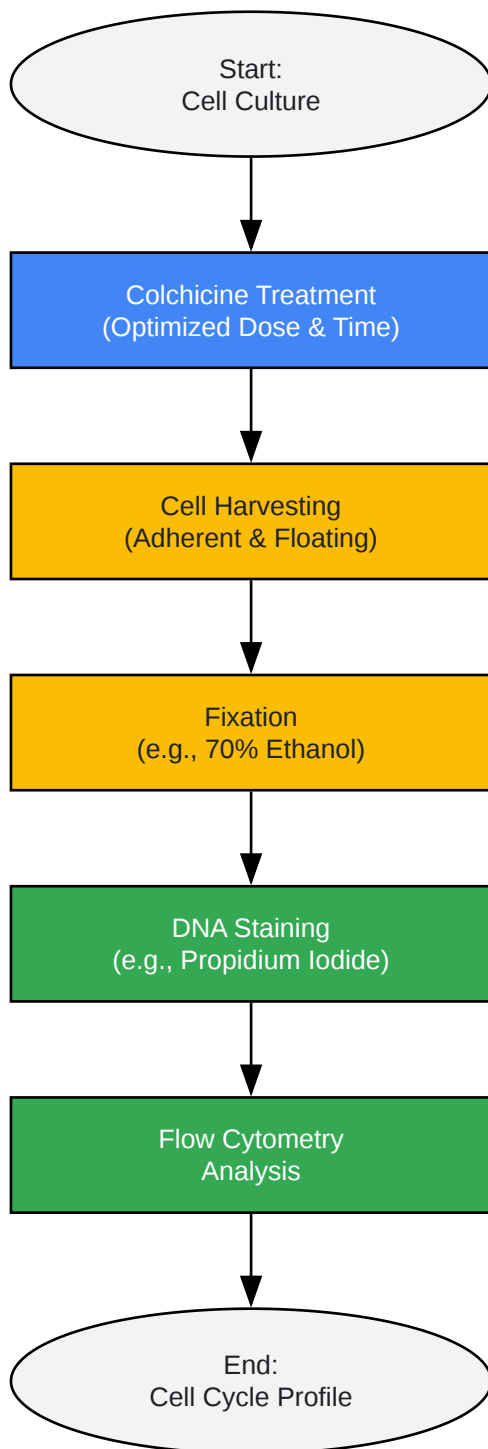 Start:
Cell Culture
Colchicine Treatment
(Optimized Dose & Time)
Cell Harvesting
(Adherent & Floating)
Fixation
(e.g., 70% Ethanol)
DNA Staining
(e.g., Propidium Iodide)
Flow Cytometry
Analysis
End:
Cell Cycle Profile